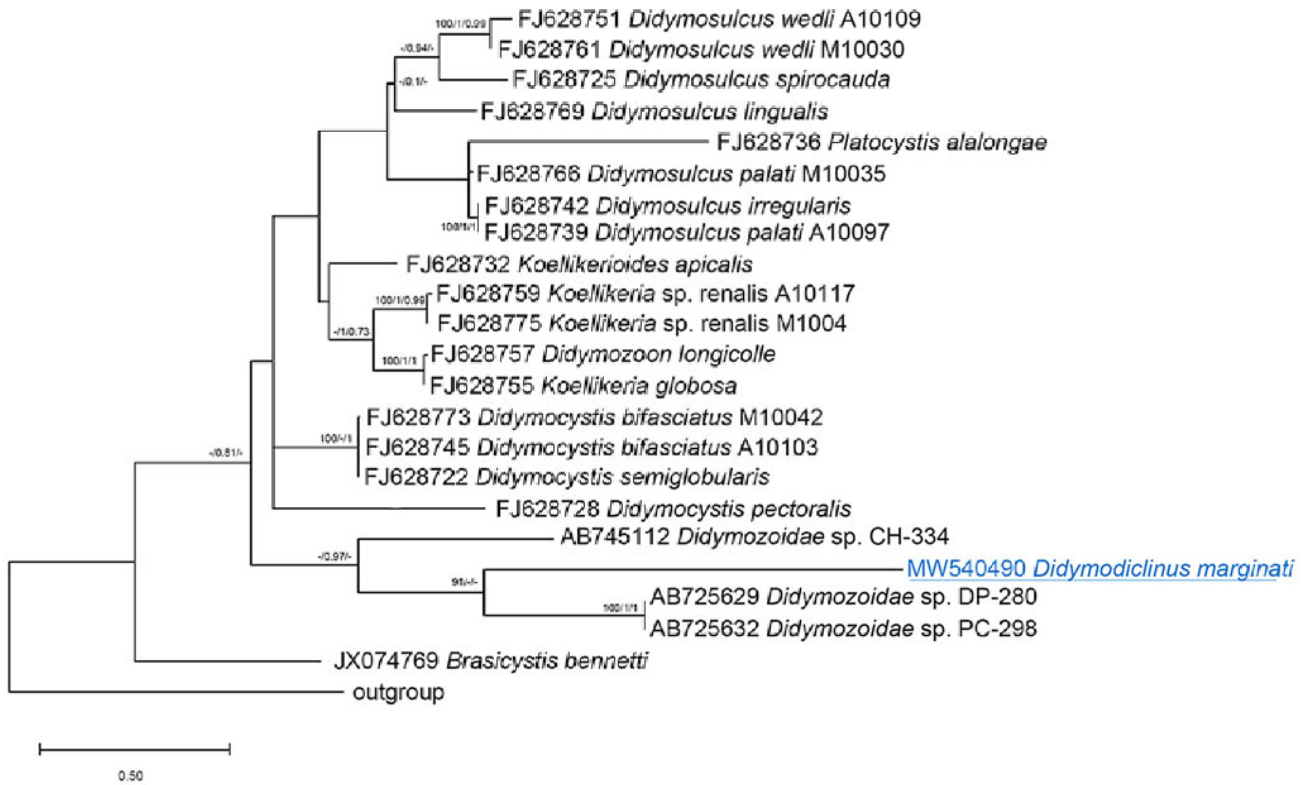 FJ628751 Didymosulcus wedli A10109
100/1/0.99
FJ628761 Didymosulcus wedli M10030
-/0.94/-
FJ628725 Didymosulcus spirocauda
-/0.1/-
FJ628769 Didymosulcus lingualis
FJ628736 Platocystis alalongae
FJ628766 Didymosulcus palati M10035
FJ628742 Didymosulcus irregularis
100/1/1
FJ628739 Didymosulcus palati A10097
FJ628732 Koellikerioides apicalis
FJ628759 Koellikeria sp. renalis A10117
100/1/0.99
FJ628775 Koellikeria sp. renalis M1004
-/1/0.73
FJ628757 Didymozoon longicolle
100/1/1
FJ628755 Koellikeria globosa
FJ628773 Didymocystis bifasciatus M10042
100/-/1
FJ628745 Didymocystis bifasciatus A10103
-/0.81/-
FJ628722 Didymocystis semiglobularis
FJ628728 Didymocystis pectoralis
AB745112 Didymozoidae sp. CH-334
-/0.97/-
MW540490 Didymodiclinus marginati
AB725629 Didymozoidae sp. DP-280
100/1/1
AB725632 Didymozoidae sp. PC-298
JX074769 Brasicystis bennetti
outgroup
0.50